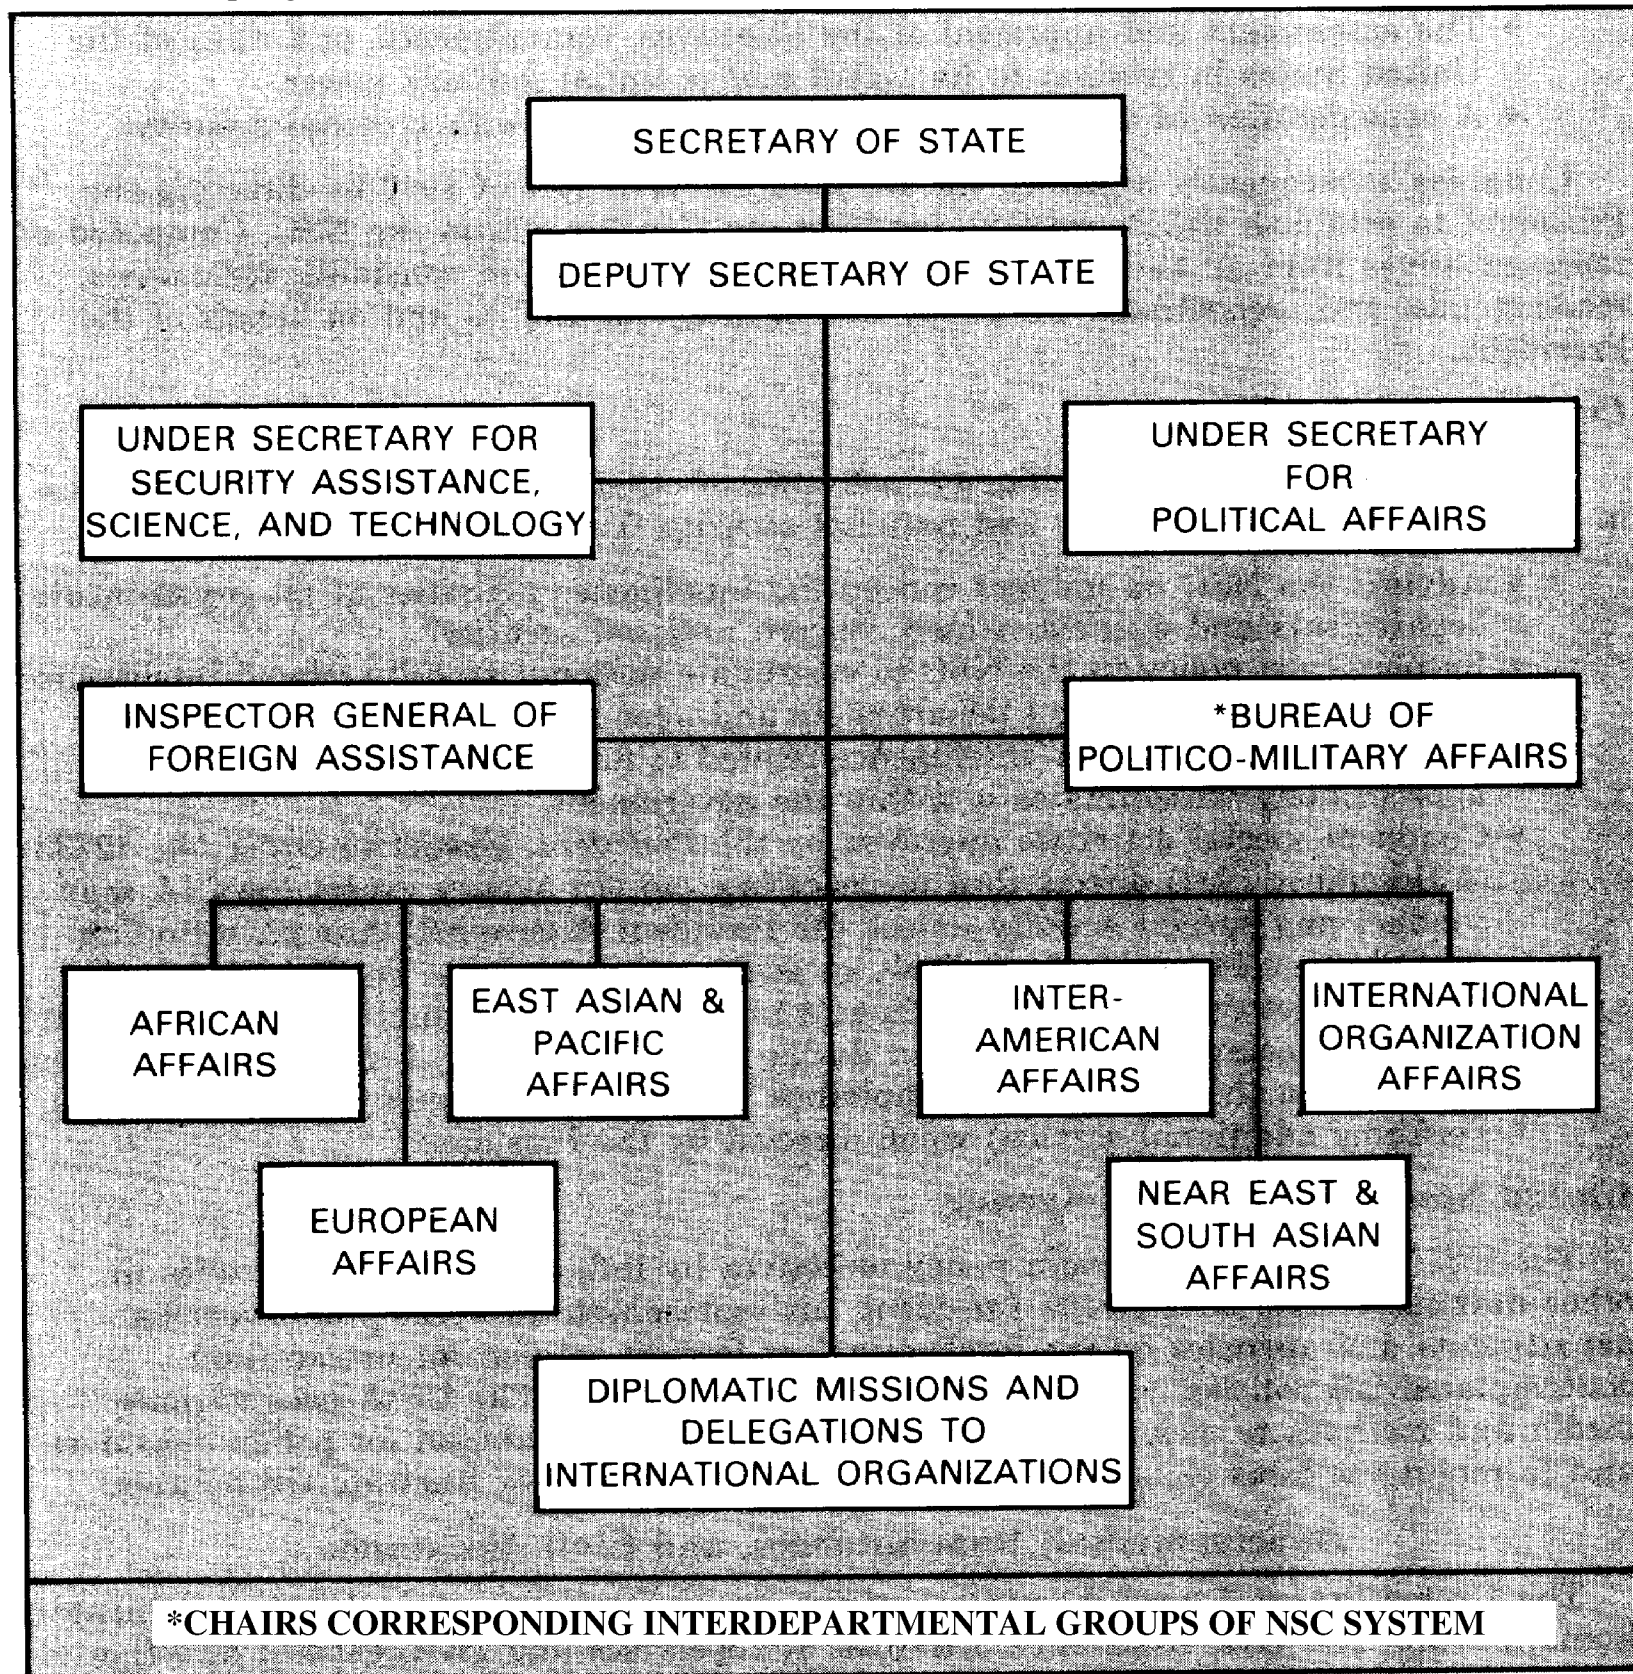 SECRETARY OF STATE
DEPUTY SECRETARY OF STATE
UNDER SECRETARY FOR
SECURITY ASSISTANCE,
SCIENCE, AND TECHNOLOGY
UNDER SECRETARY
FOR
POLITICAL AFFAIRS
INSPECTOR GENERAL OF
FOREIGN ASSISTANCE
*BUREAU OF
POLITICO-MILITARY AFFAIRS
AFRICAN
AFFAIRS
EAST ASIAN &
PACIFIC
AFFAIRS
INTER-
AMERICAN
AFFAIRS
INTERNATIONAL
ORGANIZATION
AFFAIRS
EUROPEAN
AFFAIRS
NEAR EAST &
SOUTH ASIAN
AFFAIRS
DIPLOMATIC MISSIONS AND
DELEGATIONS TO
INTERNATIONAL ORGANIZATIONS
*CHAIRS CORRESPONDING INTERDEPARTMENTAL GROUPS OF NSC SYSTEM